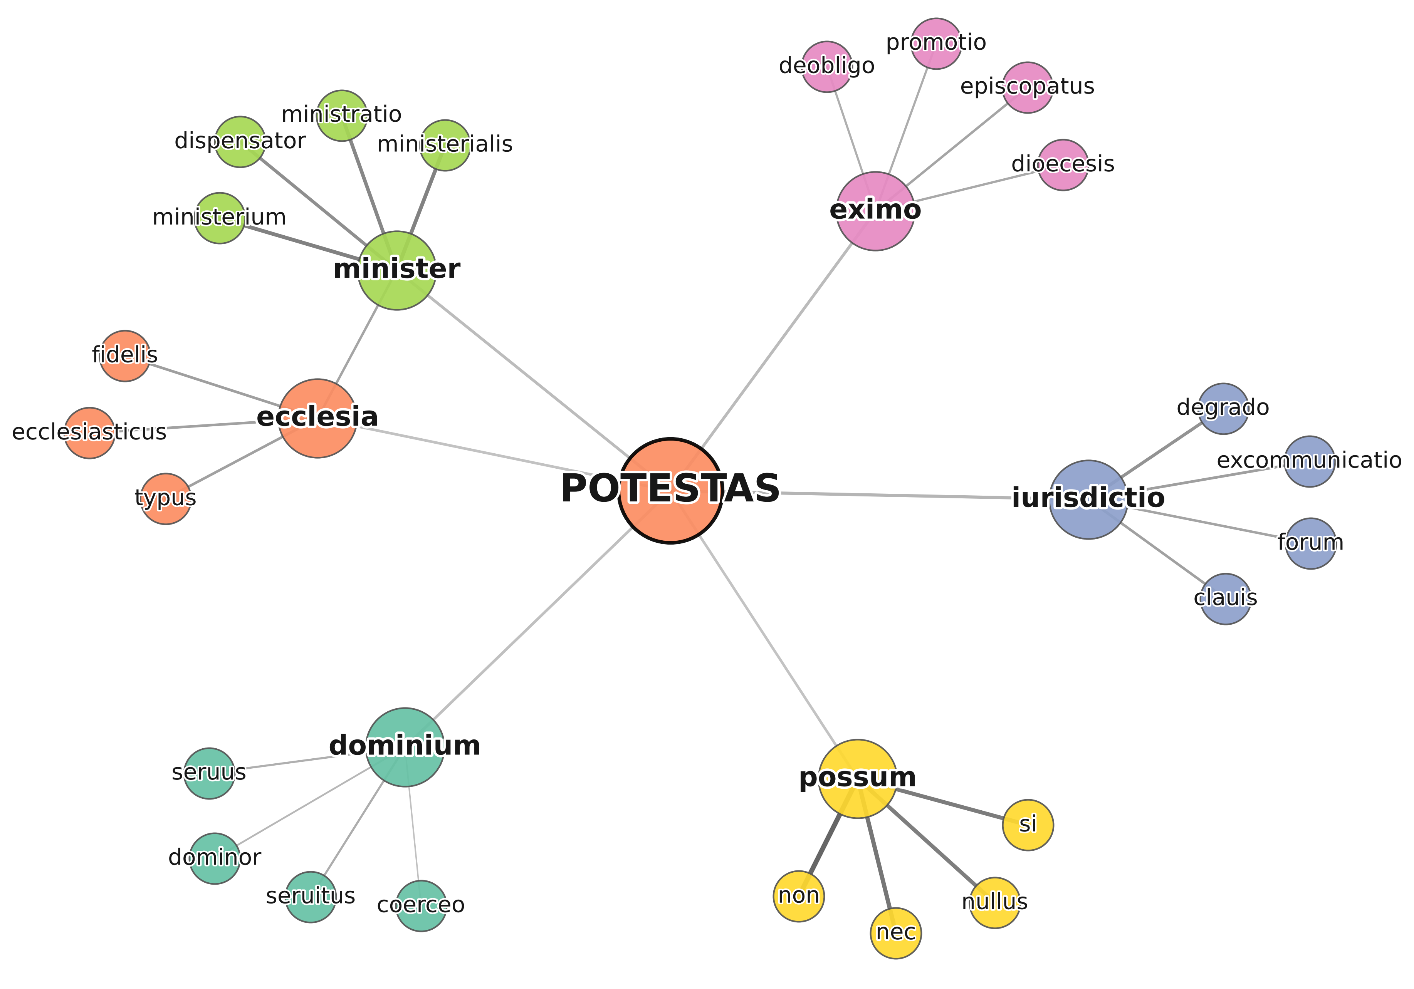 promotio
deobligo
episcopatus
ministratio
dispensator
ministerialis
dioecesis
eximo
ministerium
minister
fidelis
degrado
ecclesia
ecclesiasticus
excommunicatio
POTESTAS
typus
iurisdictio
forum
clauis
dominium
seruus
possum
si
dominor
seruitus
coerceo
non
nullus
nec